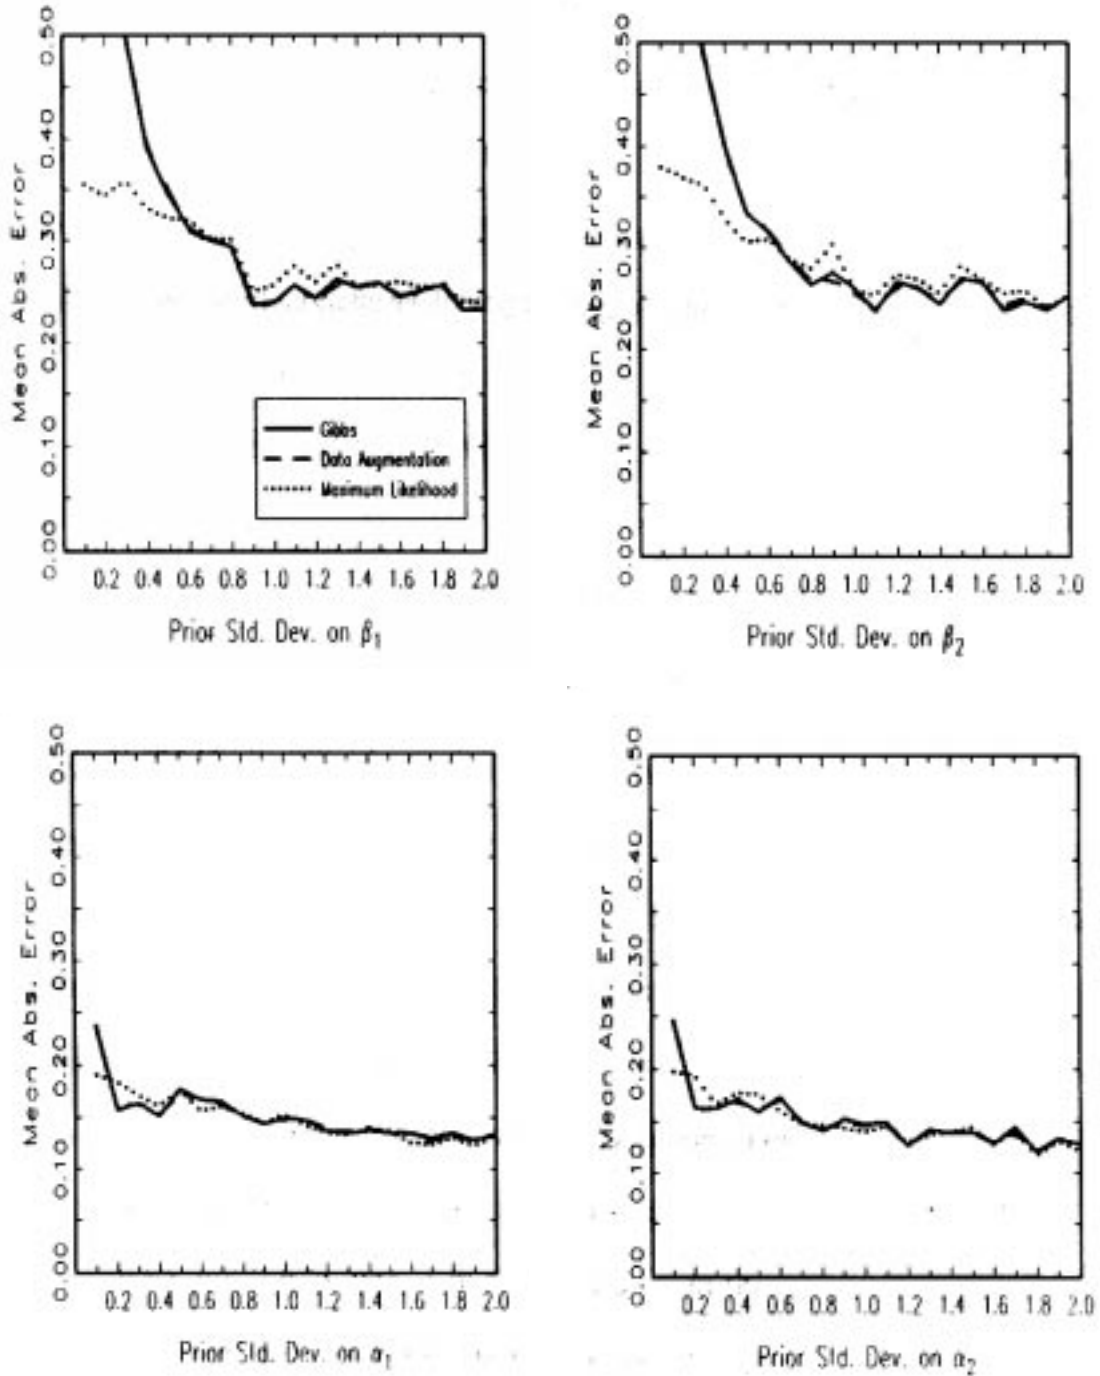 Mean Abs. Error
0.00 0.10 0.20 0.30 0.40 0.50
Gibbs
Data Augmentation
Maximum Likelihood
0.2 0.4 0.6 0.8 1.0 1.2 1.4 1.6 1.8 2.0
Prior Std. Dev. on β₁
Mean Abs. Error
0.00 0.10 0.20 0.30 0.40 0.50
0.2 0.4 0.6 0.8 1.0 1.2 1.4 1.6 1.8 2.0
Prior Std. Dev. on β₂
Mean Abs. Error
0.00 0.10 0.20 0.30 0.40 0.50
0.2 0.4 0.6 0.8 1.0 1.2 1.4 1.6 1.8 2.0
Prior Std. Dev. on α₁
Mean Abs. Error
0.00 0.10 0.20 0.30 0.40 0.50
0.2 0.4 0.6 0.8 1.0 1.2 1.4 1.6 1.8 2.0
Prior Std. Dev. on α₂